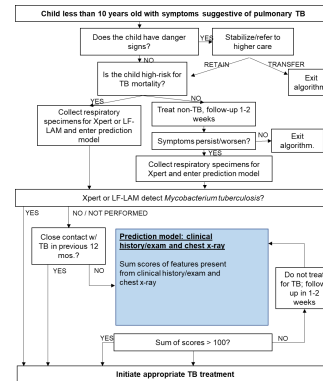 Child less than 10 years old with symptoms suggestive of pulmonary TB
Does the child have danger
signs?
YES
Stabilize/refer to
higher care
NO
RETAIN
TRANSFER
Is the child high-risk for
TB mortality?
Exit
algorithm
YES
NO
Collect respiratory
specimens for Xpert or LF-
LAM and enter prediction
model
Treat non-TB, follow-up 1-2
weeks
Symptoms persist/worsen?
NO
Exit
algorithm.
YES
Collect respiratory specimens for
Xpert and enter prediction model
Xpert or LF-LAM detect Mycobacterium tuberculosis?
YES
NO / NOT PERFORMED
Close contact w/
TB in previous 12
mos.?
YES
NO
Prediction model: clinical
history/exam and chest x-ray
Sum scores of features present
from clinical history/exam and
chest x-ray
Do not treat
for TB; follow
up in 1-2
weeks
YES
Sum of scores > 100?
NO
Initiate appropriate TB treatment